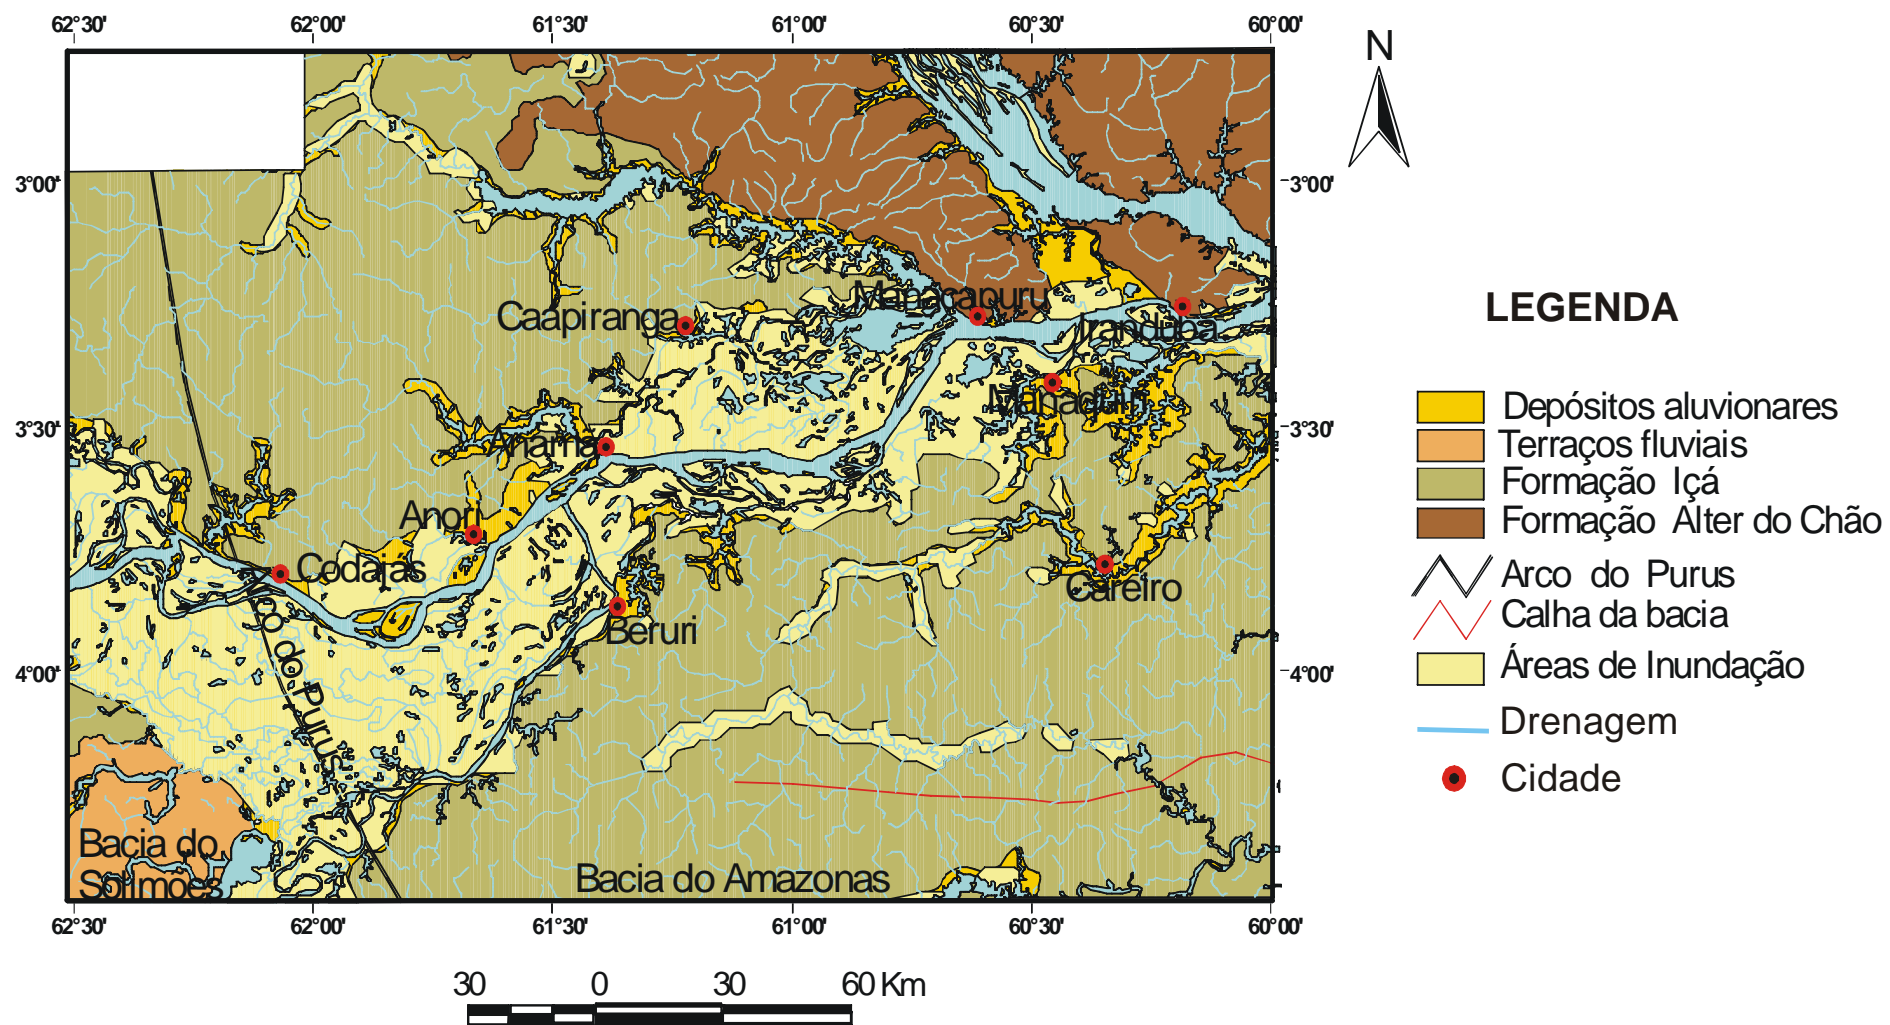 62°30' 62°00' 61°30' 61°00' 60°30' 60°00'
N
3°00' 3°00'
Manacapuru
Caapiranga
Iranduba
Manaquiri
3°30' 3°30'
Anamã
Anori
Codajás
Careiro
Beruri
Arco do Purus
4°00' 4°00'
Bacia do
Solimões
Bacia do Amazonas
62°30' 62°00' 61°30' 61°00' 60°30' 60°00'
30 0 30 60 Km
LEGENDA
Depósitos aluvionares
Terraços fluviais
Formação Içá
Formação Alter do Chão
Arco do Purus
Calha da bacia
Áreas de Inundação
Drenagem
Cidade